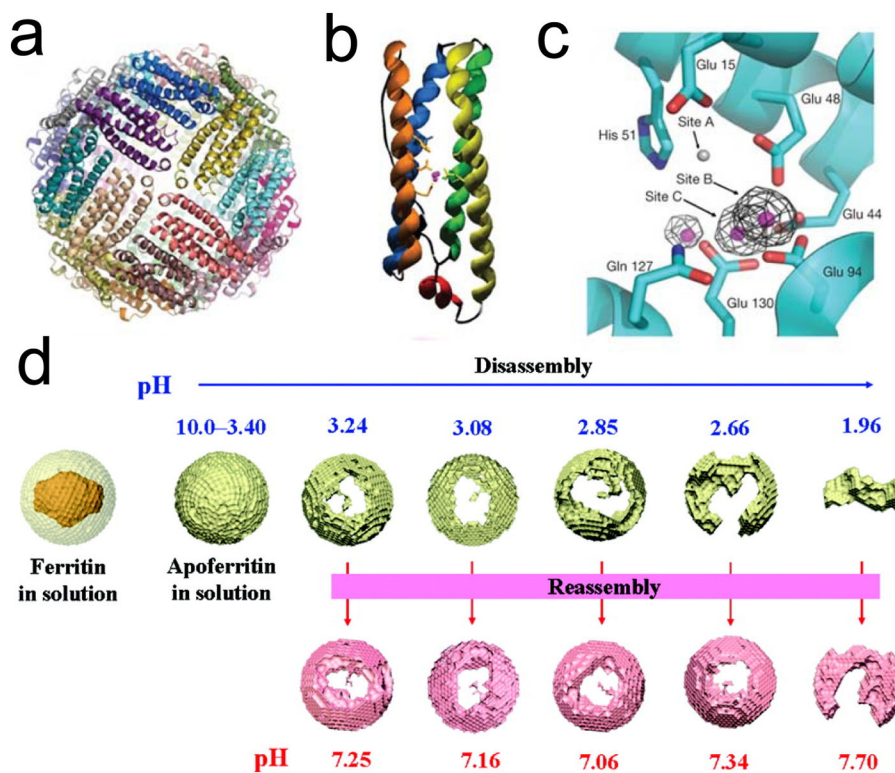 a
b
c
Glu 15
Glu 48
His 51
Site A
Site B
Site C
Glu 44
Gln 127
Glu 94
Glu 130
d
Disassembly
pH
10.0–3.40
3.24
3.08
2.85
2.66
1.96
Ferritin
in solution
Apoferritin
in solution
Reassembly
pH
7.25
7.16
7.06
7.34
7.70